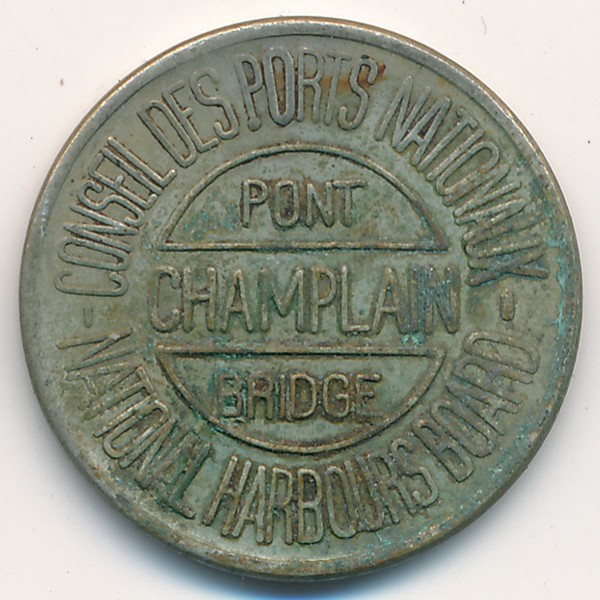 CONSEIL DES PORTS NATIONAUX
PONT
CHAMPLAIN
BRIDGE
NATIONAL HARBOURS BOARD